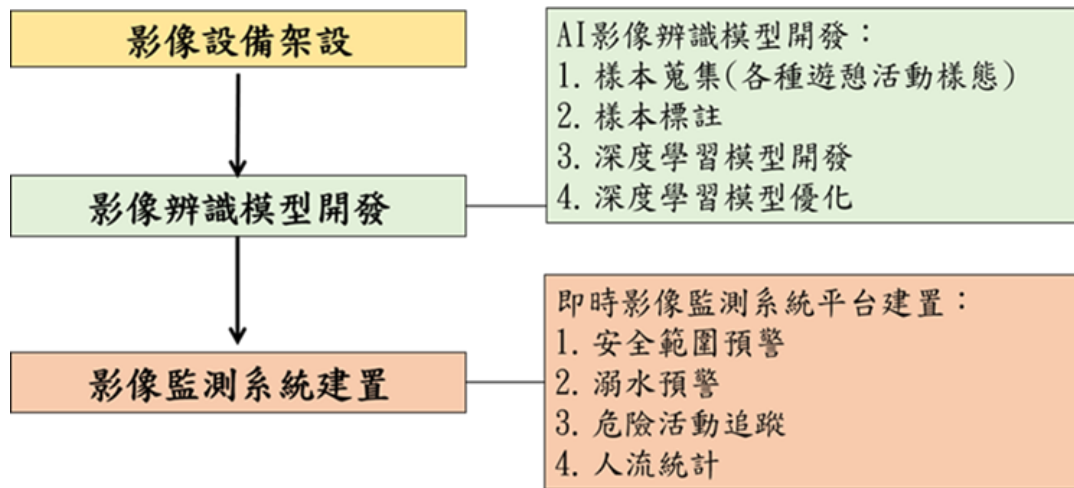 影像設備架設
AI影像辨識模型開發：
1. 樣本蒐集(各種遊憩活動樣態)
2. 樣本標註
3. 深度學習模型開發
4. 深度學習模型優化
影像辨識模型開發
即時影像監測系統平台建置：
1. 安全範圍預警
2. 溺水預警
3. 危險活動追蹤
4. 人流統計
影像監測系統建置